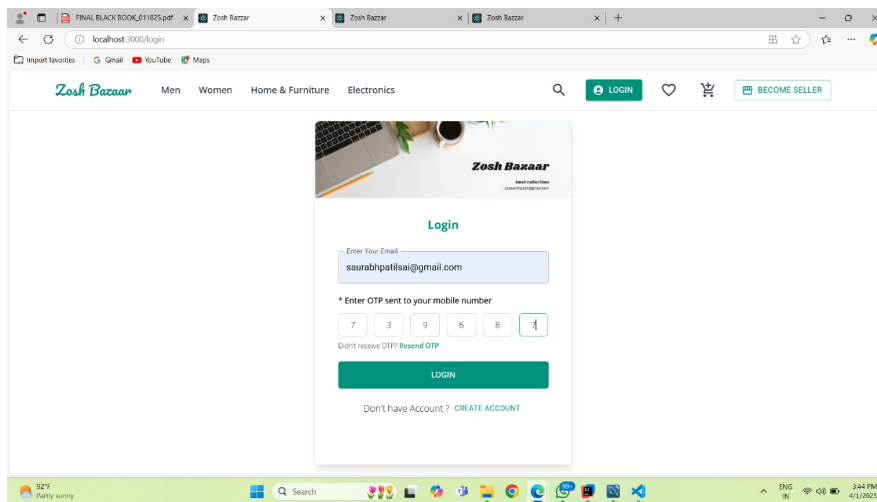 FINAL BLACK BOOK_011825.pdf
Zosh Bazzar
Zosh Bazzar
Zosh Bazzar
localhost:3000/login
Import favorites Gmail YouTube Maps
Zosh Bazaar Men Women Home & Furniture Electronics LOGIN BECOME SELLER
Zosh Bazaar
best collection
Login
Enter Your Email
saurabhpatilsai@gmail.com
* Enter OTP sent to your mobile number
7 3 9 6 8 7
Didn't receive OTP? Resend OTP
LOGIN
Don't have Account ? CREATE ACCOUNT
92°F
Partly sunny
Search
99+
ENG
IN
3:44 PM
4/1/2025